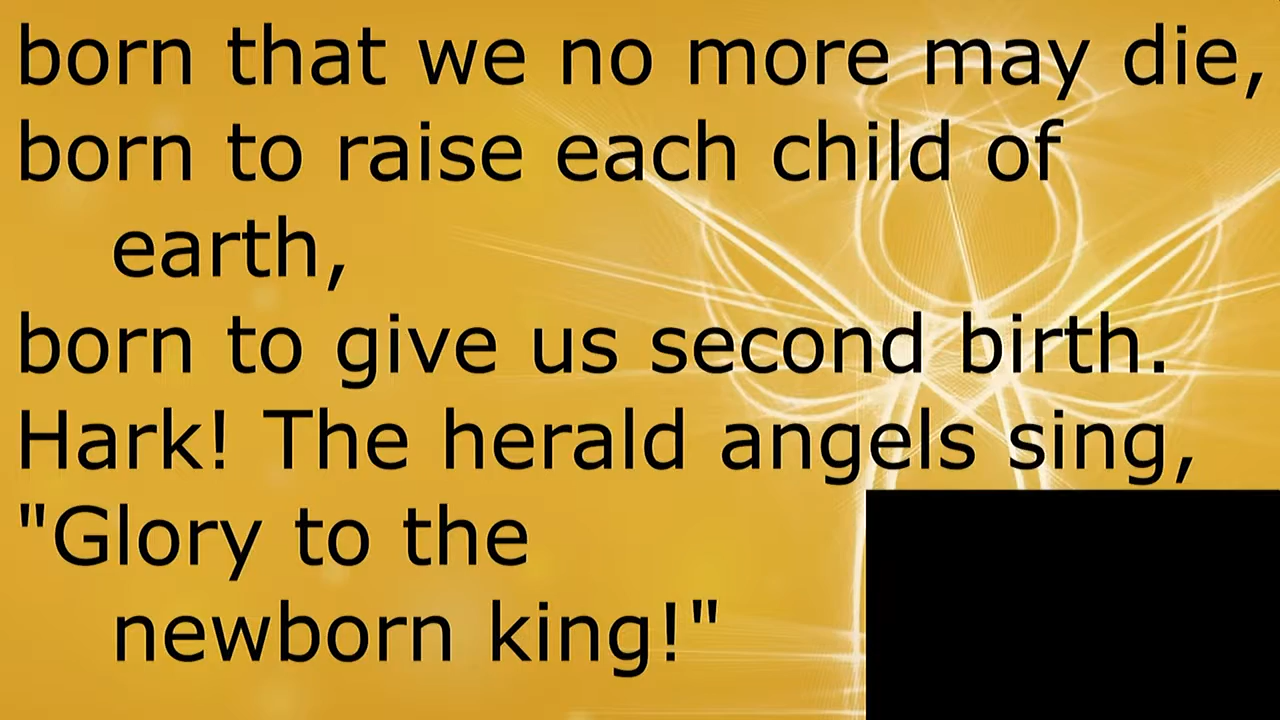 born that we no more may die,
born to raise each child of
earth,
born to give us second birth.
Hark! The herald angels sing,
"Glory to the
newborn king!"